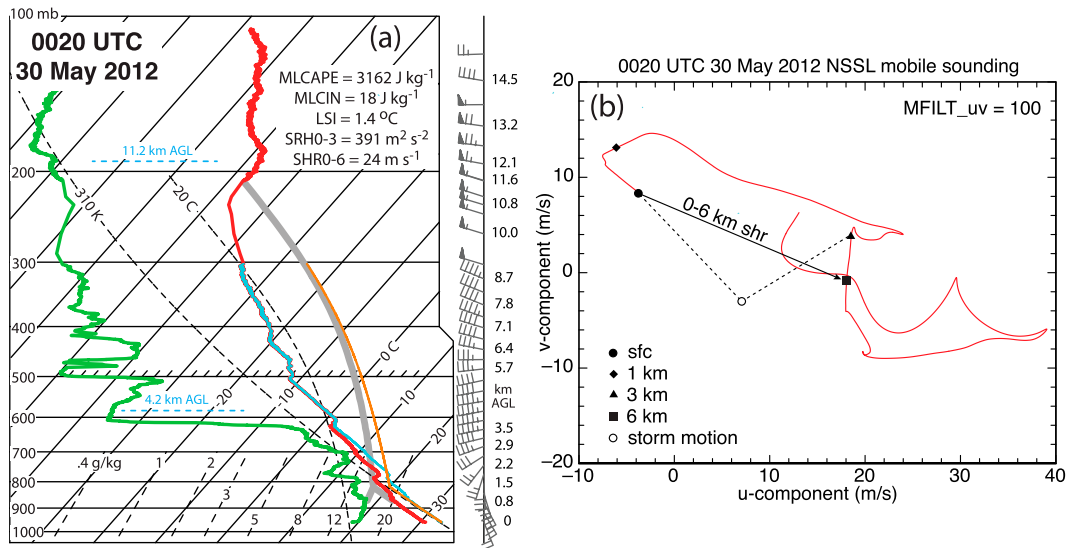 100 mb
(a)
0020 UTC
30 May 2012
MLCAPE = 3162 J kg-1
MLCIN = 18 J kg-1
LSI = 1.4 oC
SRH0-3 = 391 m2 s-2
SHR0-6 = 24 m s-1
11.2 km AGL
200
310 K
20 C
300
400
0 C
500
-20
-10
10
4.2 km AGL
600
20
700
.4 g/kg
1
2
800
3
30
900
5
8
12
20
1000
14.5
13.2
12.1
11.6
10.8
10.0
8.7
7.8
7.1
6.4
5.7
km
AGL
3.5
2.9
2.2
1.5
0.8
0
0020 UTC 30 May 2012 NSSL mobile sounding
(b)
MFILT_uv = 100
20
10
0
−10
−20
v-component (m/s)
0-6 km shr
sfc
1 km
3 km
6 km
storm motion
−10
0
10
20
30
40
u-component (m/s)